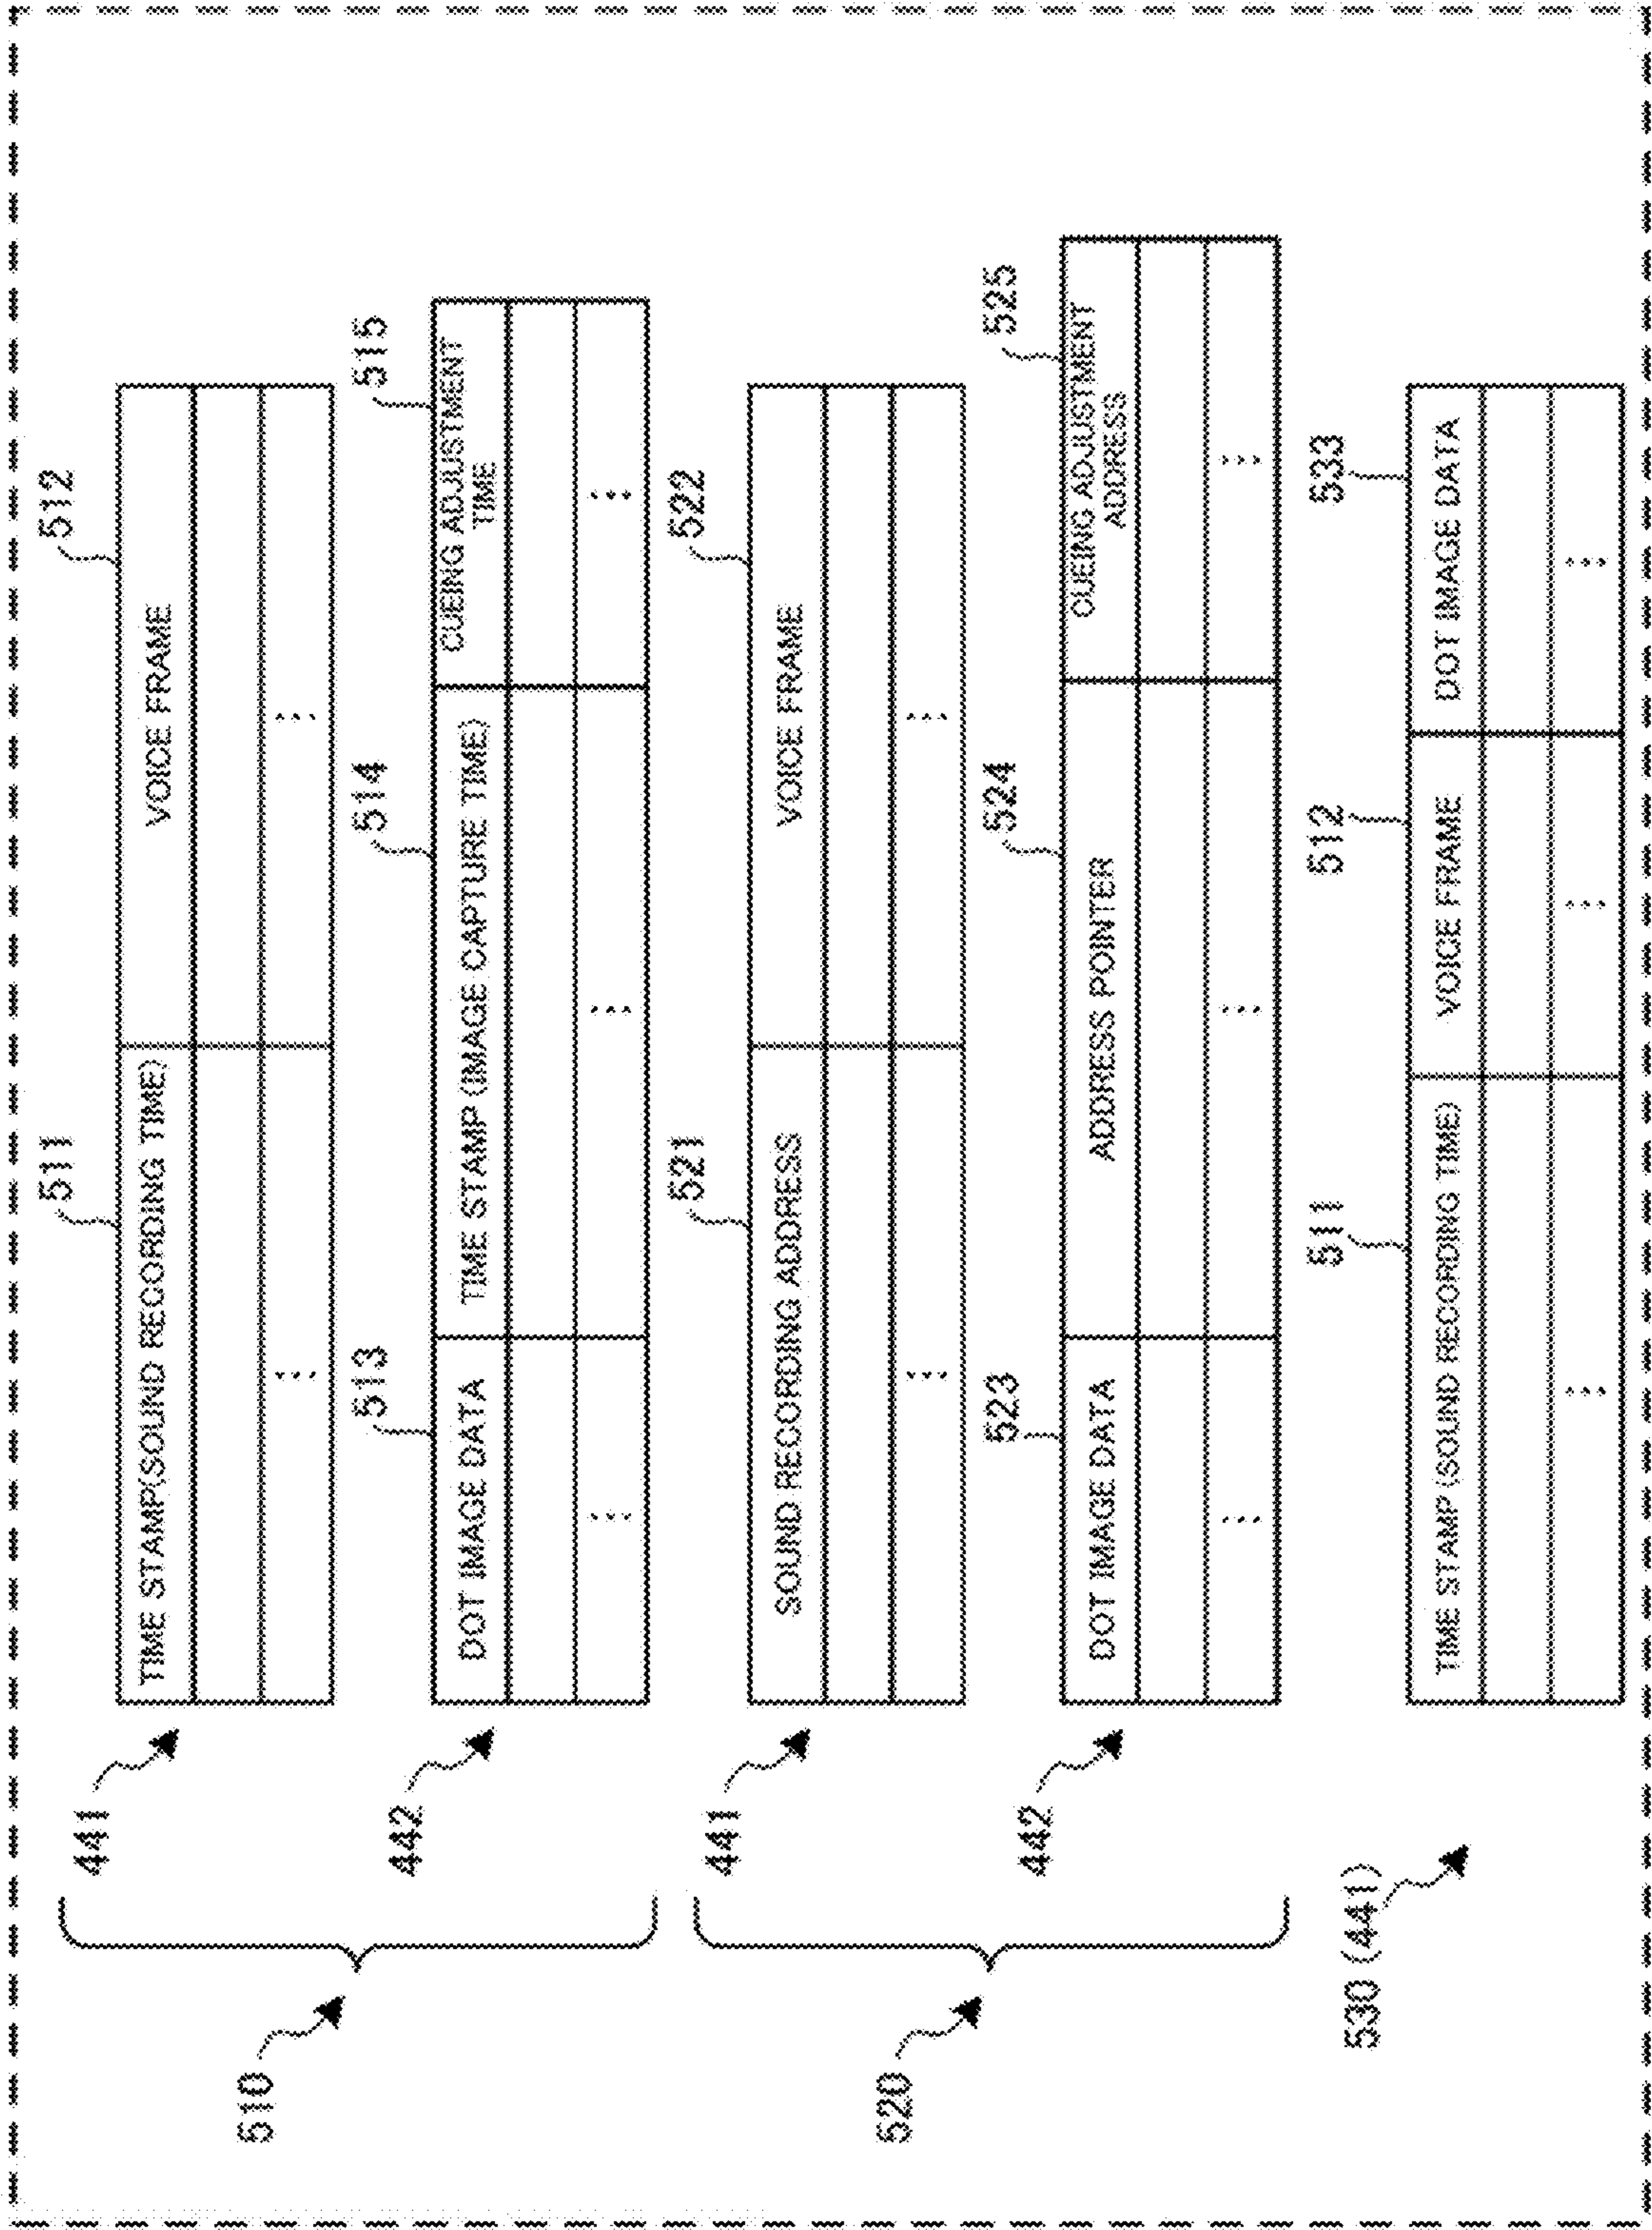 511
512
441
TIME STAMP(SOUND RECORDING TIME)
VOICE FRAME
⋮
⋮
510
513
514
515
442
DOT IMAGE DATA
TIME STAMP (IMAGE CAPTURE TIME)
CUEING ADJUSTMENT
TIME
⋮
⋮
⋮
521
522
441
SOUND RECORDING ADDRESS
VOICE FRAME
⋮
⋮
520
523
524
525
442
DOT IMAGE DATA
ADDRESS POINTER
CUEING ADJUSTMENT
ADDRESS
⋮
⋮
⋮
530 (441)
511
512
533
TIME STAMP (SOUND RECORDING TIME)
VOICE FRAME
DOT IMAGE DATA
⋮
⋮
⋮